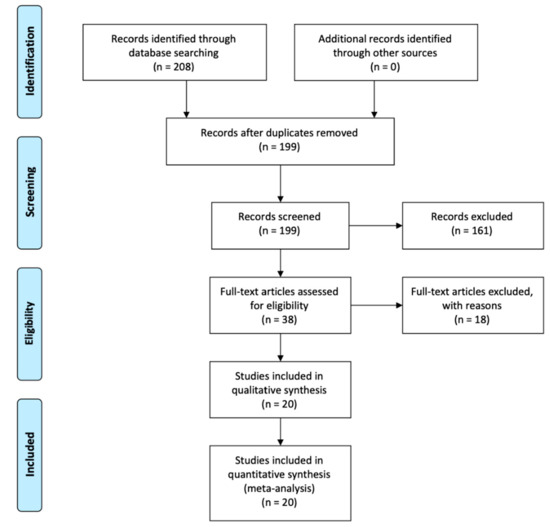 Identification
Records identified through
database searching
(n = 208)
Additional records identified
through other sources
(n = 0)
Records after duplicates removed
(n = 199)
Screening
Records screened
(n = 199)
Records excluded
(n = 161)
Eligibility
Full-text articles assessed
for eligibility
(n = 38)
Full-text articles excluded,
with reasons
(n = 18)
Studies included in
qualitative synthesis
(n = 20)
Included
Studies included in
quantitative synthesis
(meta-analysis)
(n = 20)